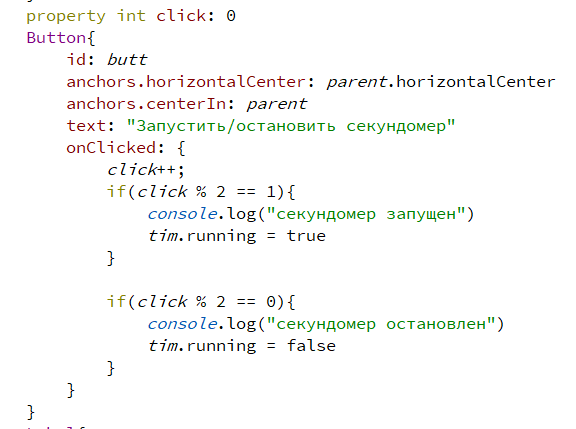 property int click: 0
Button{
id: butt
anchors.horizontalCenter: parent.horizontalCenter
anchors.centerIn: parent
text: "Запустить/остановить секундомер"
onClicked: {
click++;
if(click % 2 == 1){
console.log("секундомер запущен")
tim.running = true
}
if(click % 2 == 0){
console.log("секундомер остановлен")
tim.running = false
}
}
}